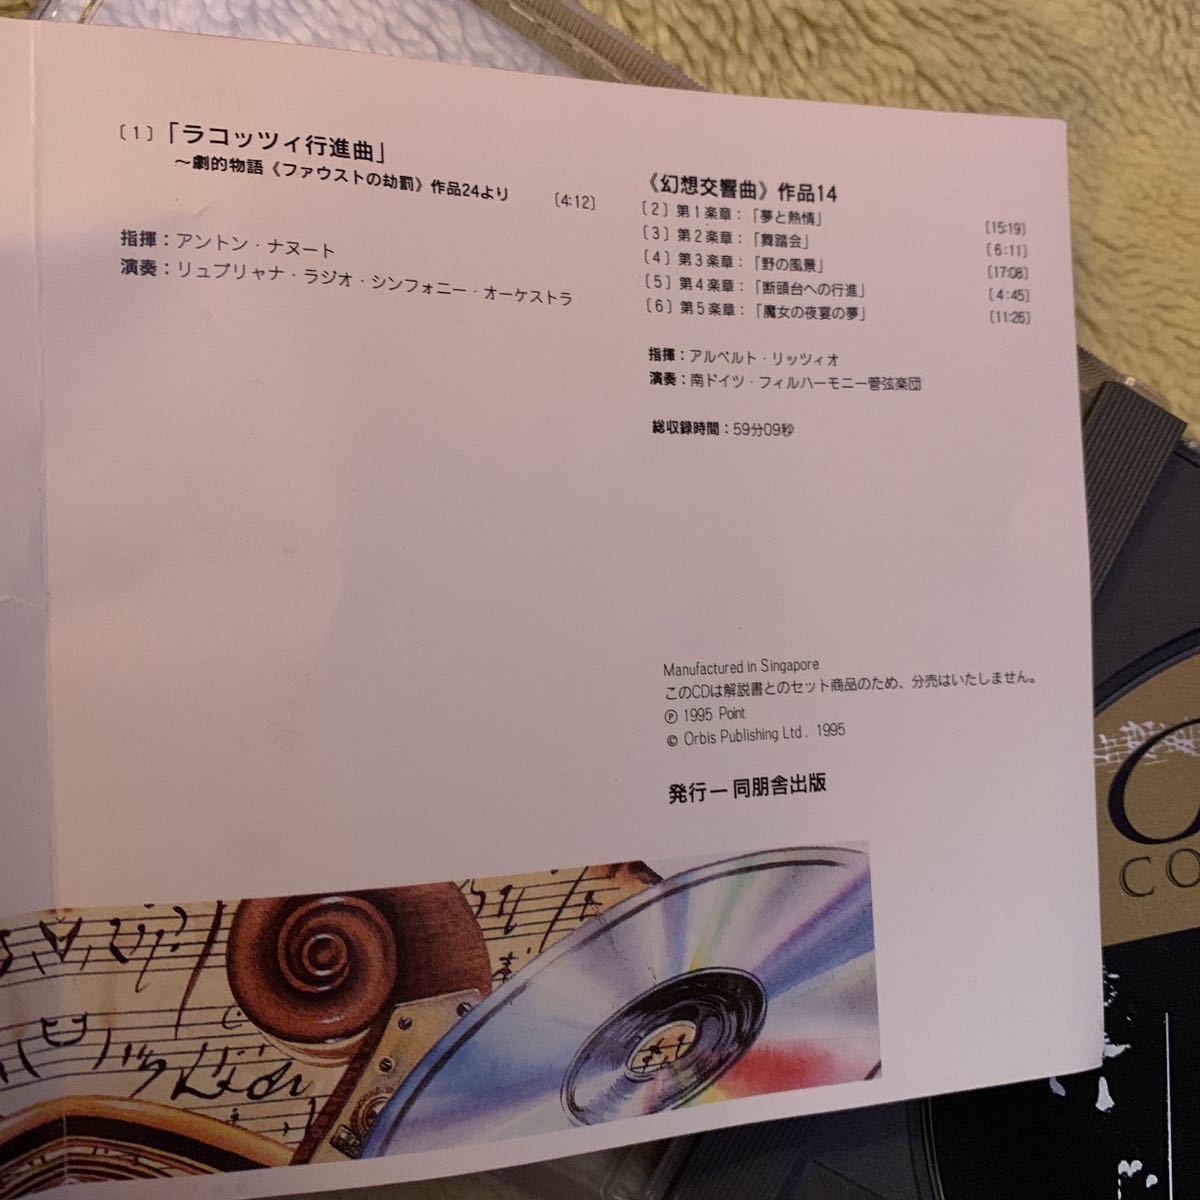 〔1〕「ラコッツィ行進曲」
～劇的物語《ファウストの劫罰》作品24より 〔4:12〕
指揮：アントン・ナヌート
演奏：リュブリャナ・ラジオ・シンフォニー・オーケストラ
《幻想交響曲》作品14
〔2〕第1楽章：「夢と熱情」 〔15:19〕
〔3〕第2楽章：「舞踏会」 〔6:11〕
〔4〕第3楽章：「野の風景」 〔17:08〕
〔5〕第4楽章：「断頭台への行進」 〔4:45〕
〔6〕第5楽章：「魔女の夜宴の夢」 〔11:26〕
指揮：アルベルト・リッツィオ
演奏：南ドイツ・フィルハーモニー管弦楽団
総収録時間：59分09秒
Manufactured in Singapore
このCDは解説書とのセット商品のため、分売はいたしません。
Ⓟ 1995 Point
© Orbis Publishing Ltd. 1995
発行ー同朋舎出版
CO
CO